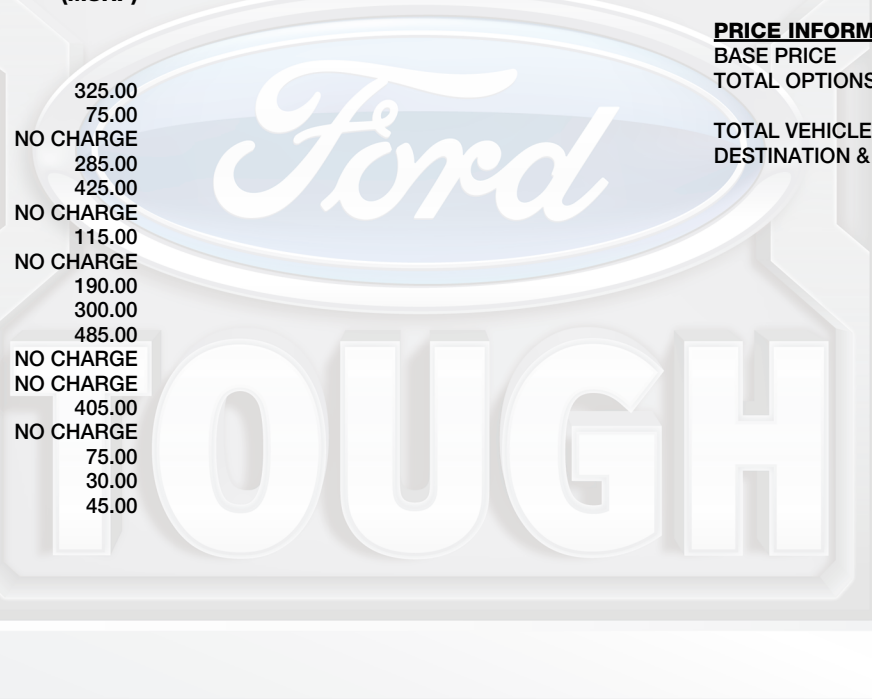 325.00
75.00
NO CHARGE
285.00
425.00
NO CHARGE
115.00
NO CHARGE
190.00
300.00
485.00
NO CHARGE
NO CHARGE
405.00
NO CHARGE
75.00
30.00
45.00
PRICE INFORM
BASE PRICE
TOTAL OPTIONS
TOTAL VEHICLE
DESTINATION &
Ford
TOUGH